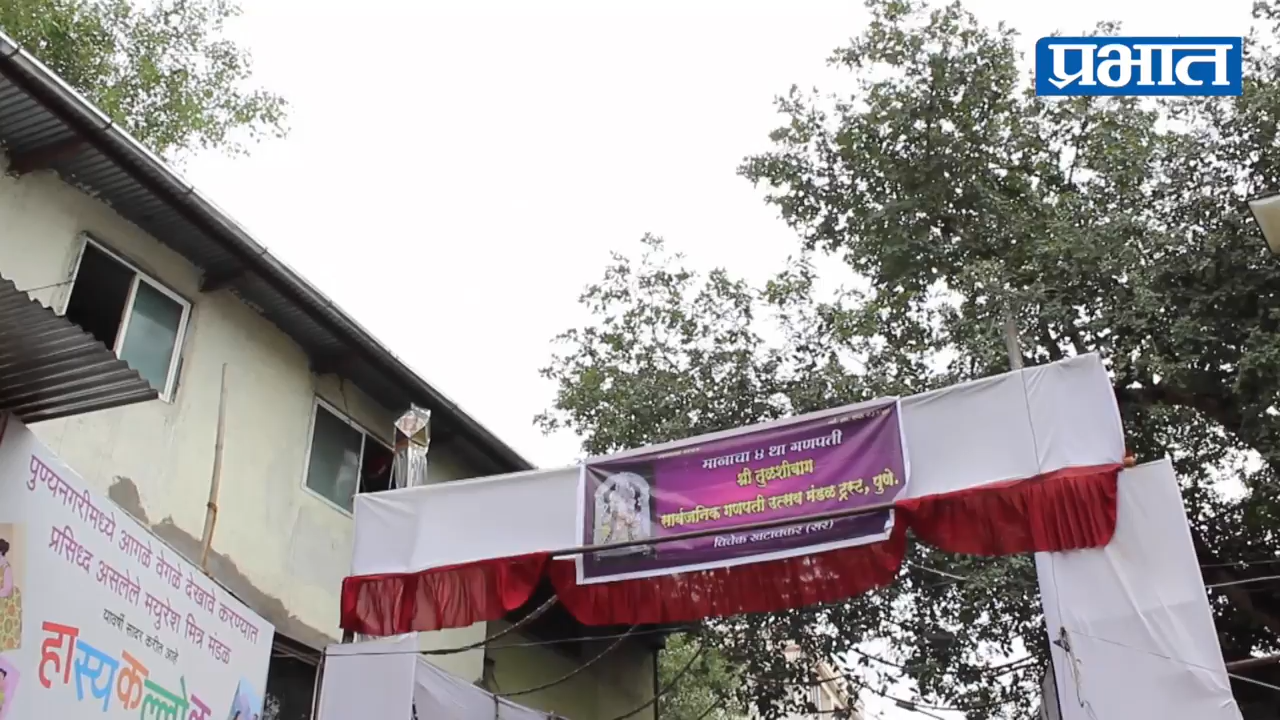 प्रभात
मानाचा ४ था गणपती
श्री तुळशीबाग
सार्वजनिक गणपती उत्सव मंडळ ट्रस्ट, पुणे.
विवेक खटावकर (सर)
पुण्यनगरीमध्ये आगळे वेगळे देखावे करण्यात
प्रसिध्द असलेले मयुरेश मित्र मंडळ
यावर्षी सादर करीत आहे
हास्यकल्लोळ